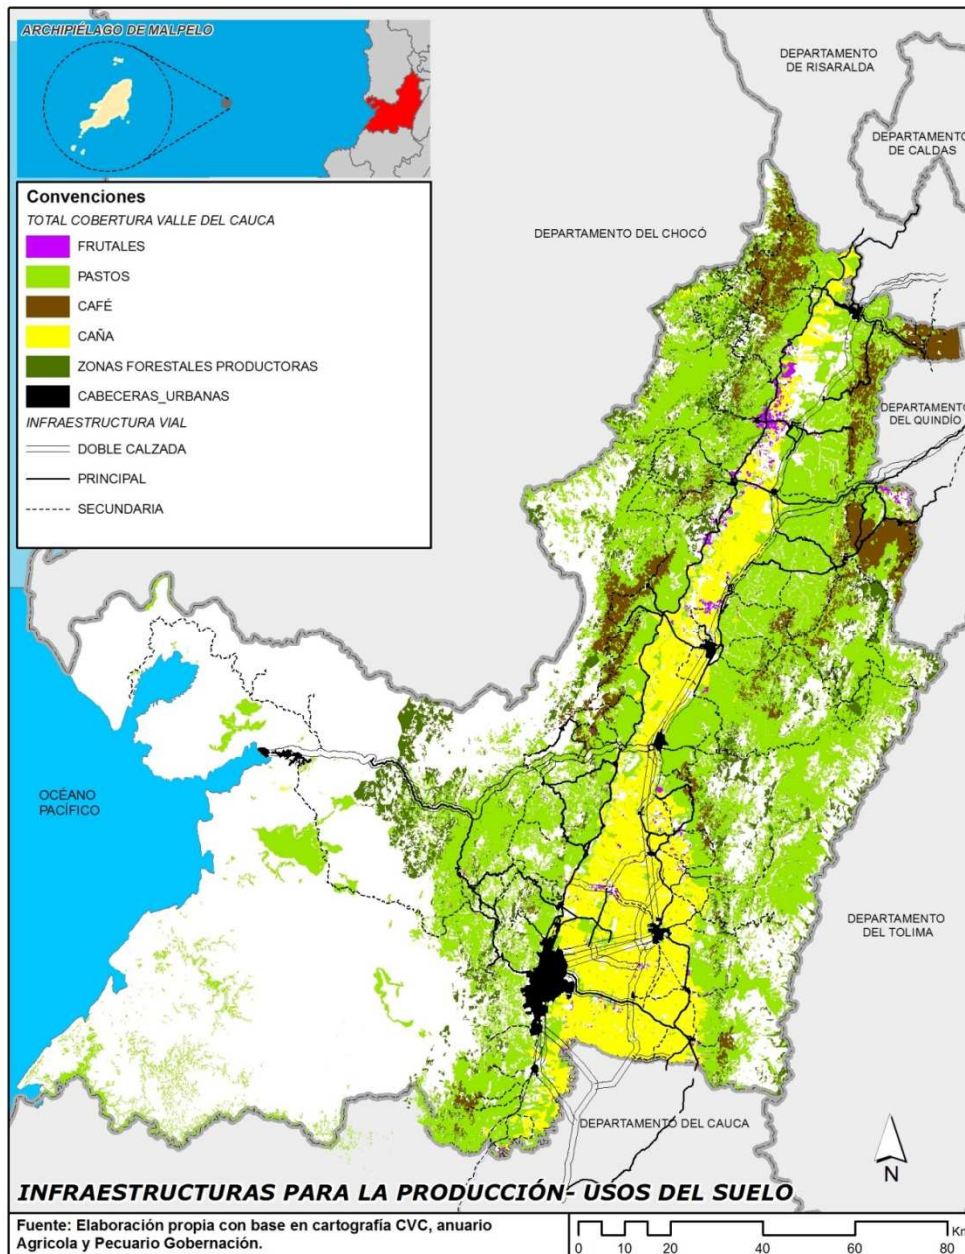 ARCHIPIÉLAGO DE MALPELO
DEPARTAMENTO
DE RISARALDA
DEPARTAMENTO
DE CALDAS
Convenciones
TOTAL COBERTURA VALLE DEL CAUCA
FRUTALES
PASTOS
CAFÉ
CAÑA
ZONAS FORESTALES PRODUCTORAS
CABECERAS_URBANAS
INFRAESTRUCTURA VIAL
DOBLE CALZADA
PRINCIPAL
SECUNDARIA
DEPARTAMENTO DEL CHOCÓ
DEPARTAMENTO
DEL QUINDÍO
OCÉANO
PACÍFICO
DEPARTAMENTO
DEL TOLIMA
DEPARTAMENTO DEL CAUCA
N
INFRAESTRUCTURAS PARA LA PRODUCCIÓN- USOS DEL SUELO
Fuente: Elaboración propia con base en cartografía CVC, anuario
Agricola y Pecuario Gobernación.
0 10 20 40 60 80 Km